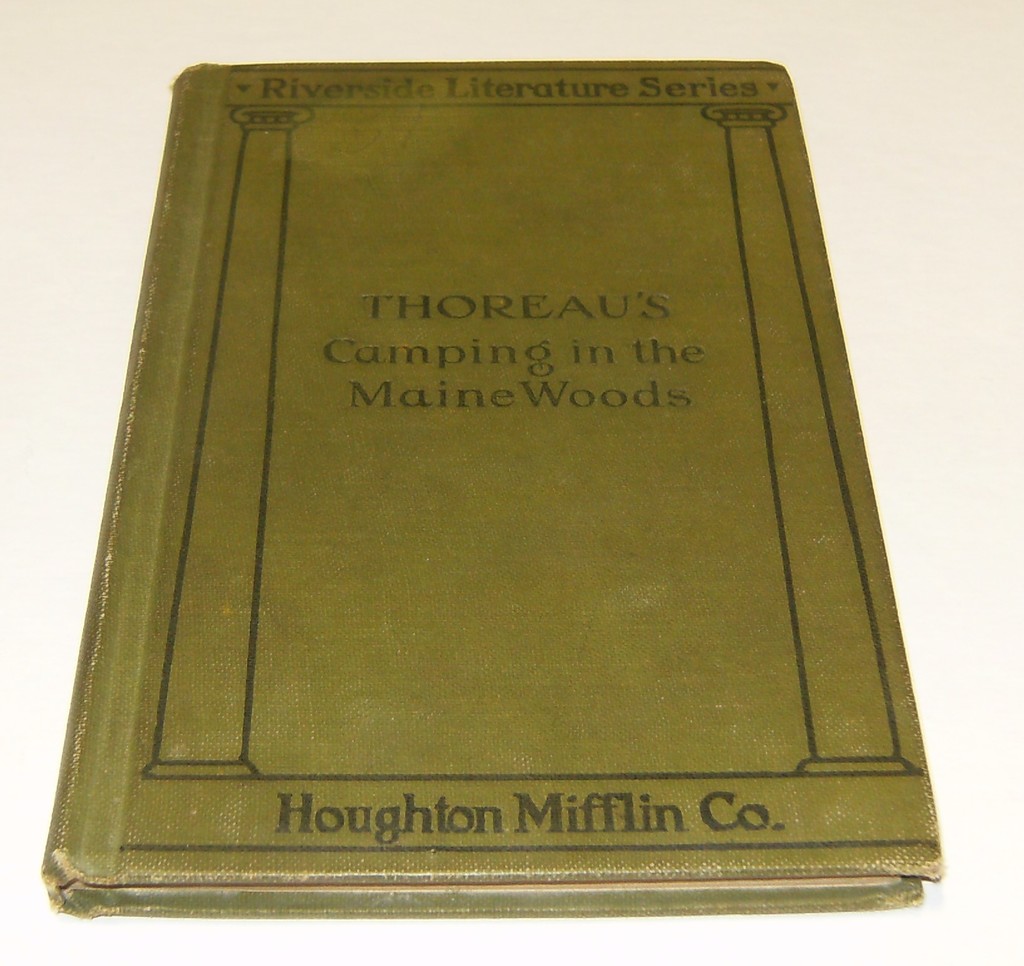 Riverside Literature Series
THOREAU'S
Camping in the
Maine Woods
Houghton Mifflin Co.